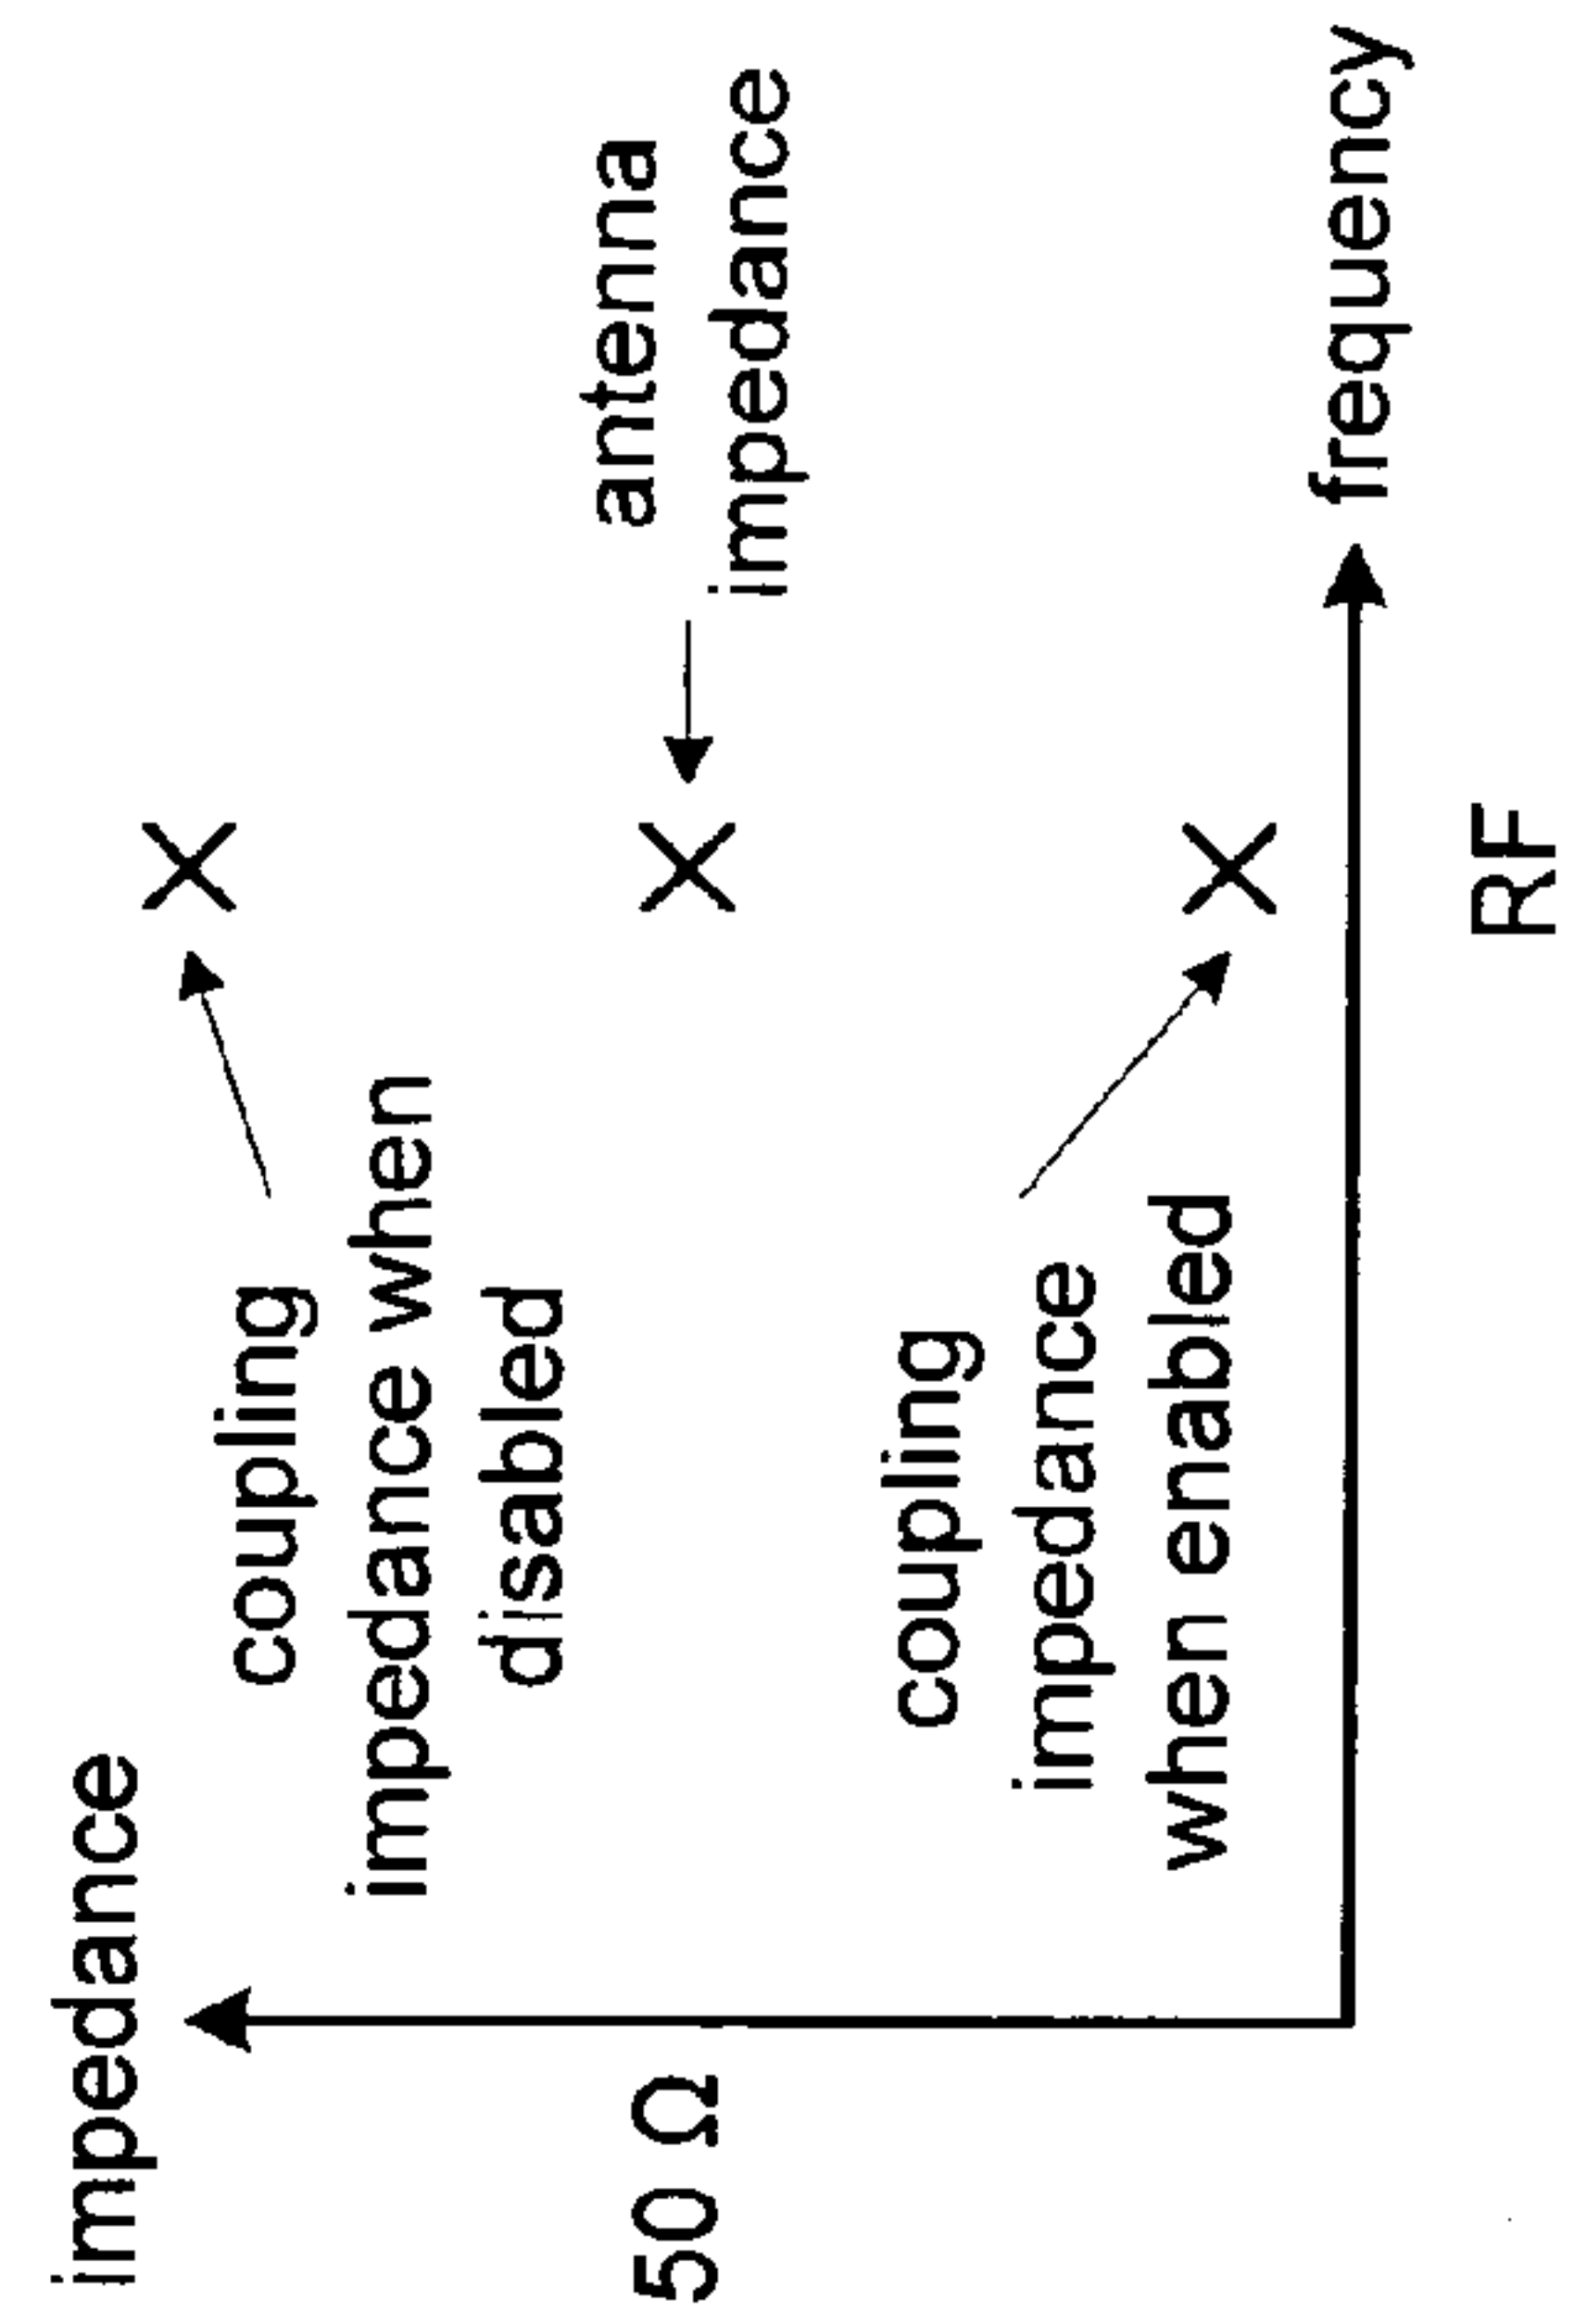 impedance
coupling
impedance when
disabled
antenna
impedance
50 Ω
coupling
impedance
when enabled
frequency
RF